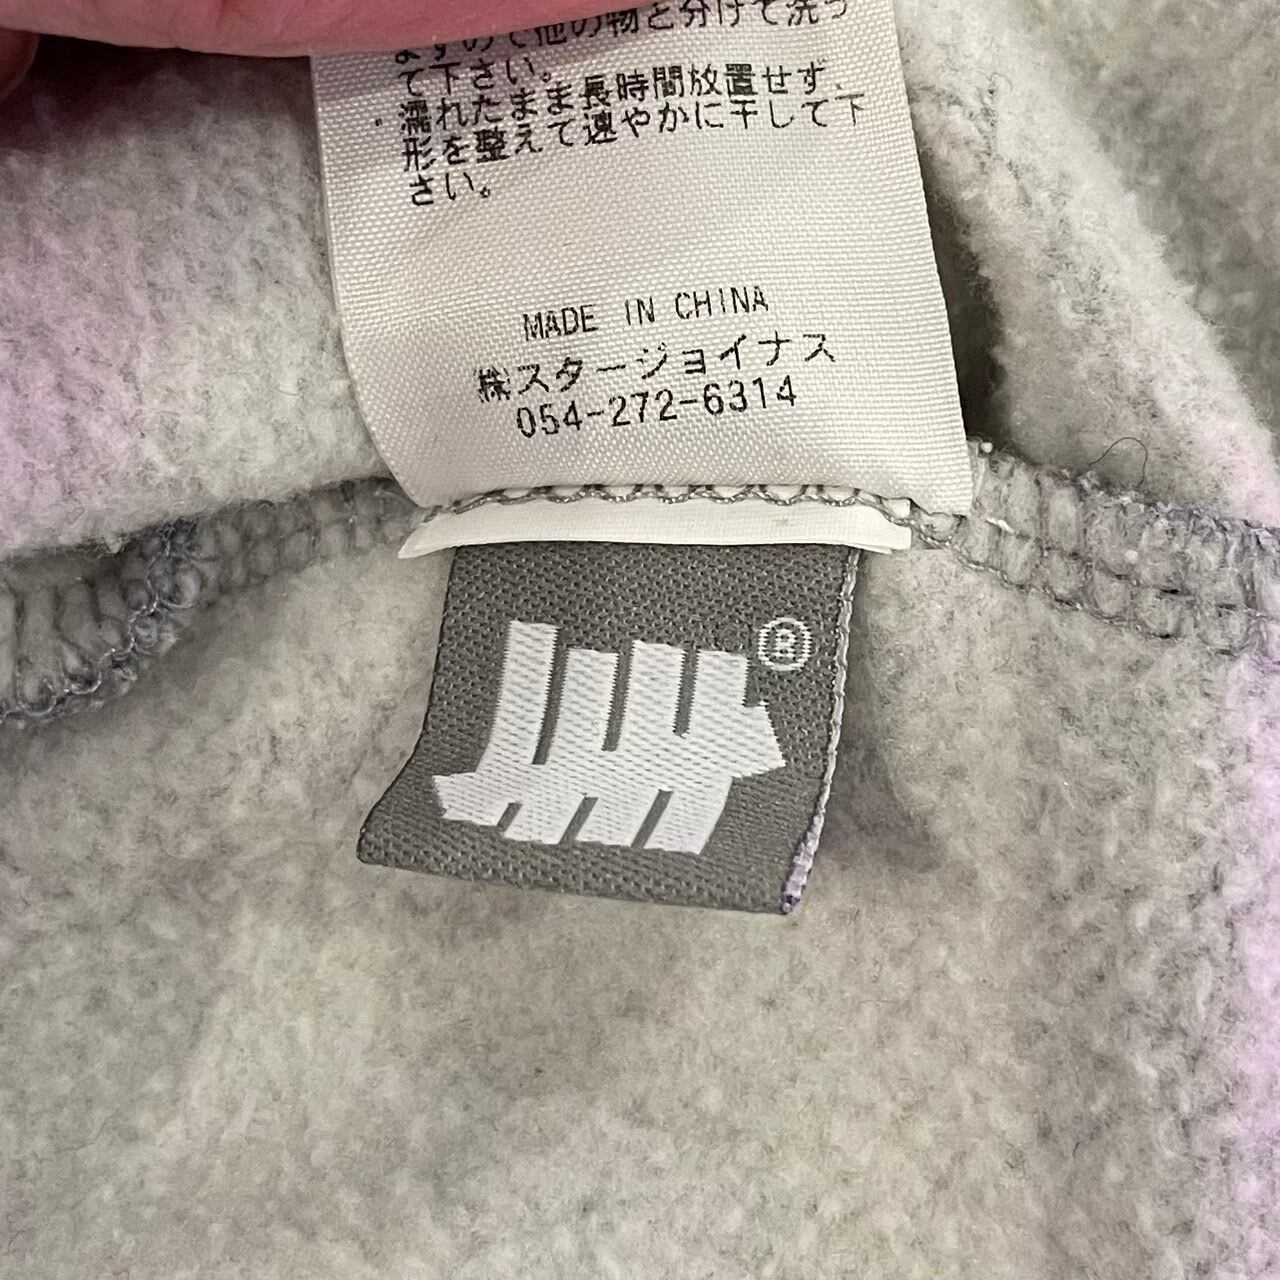 ますので他の物と分けて洗っ
て下さい。
・濡れたまま長時間放置せず、
形を整えて速やかに干して下
さい。
MADE IN CHINA
㈱スタージョイナス
054-272-6314
®